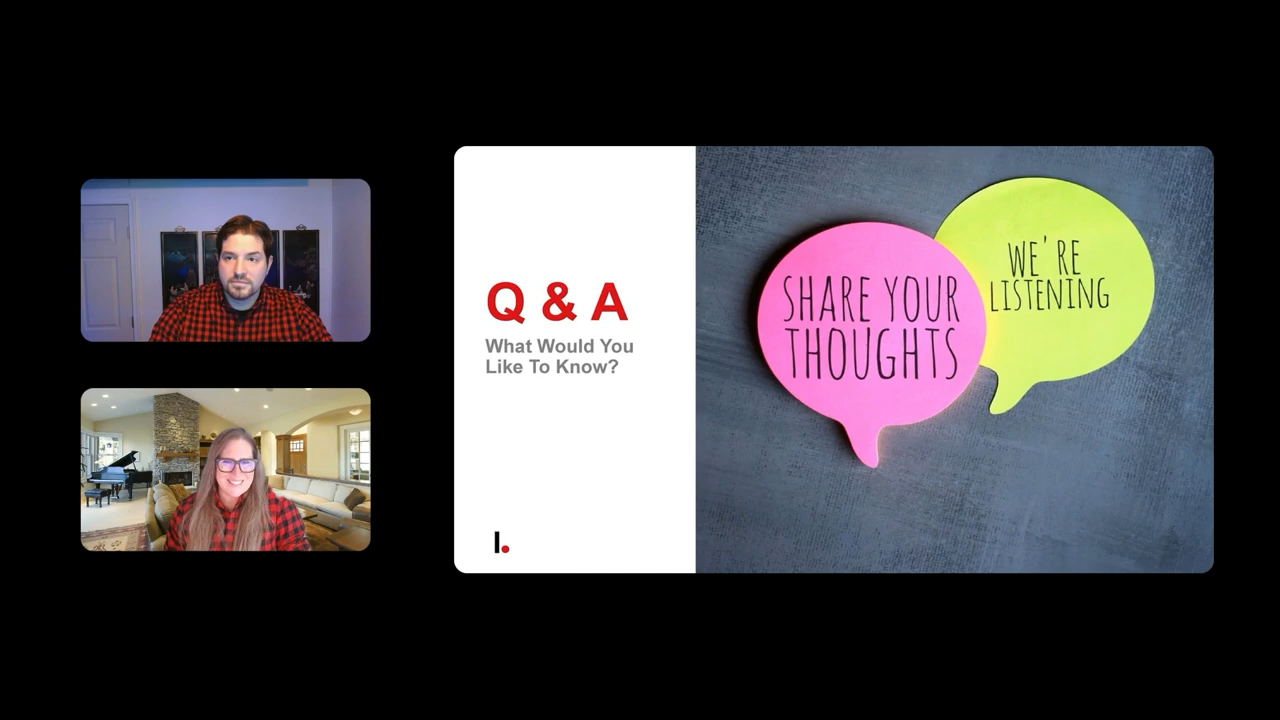 Q & A
What Would You
Like To Know?
SHARE YOUR
THOUGHTS
WE'RE
LISTENING
l.